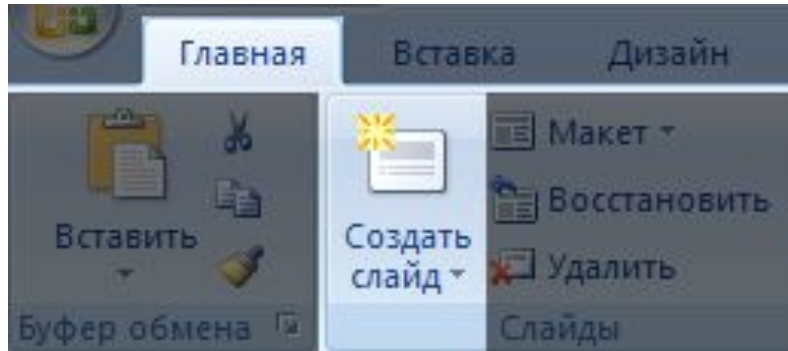 Главная Вставка Дизайн
Вставить
Буфер обмена
Создать
слайд
Макет
Восстановить
Удалить
Слайды